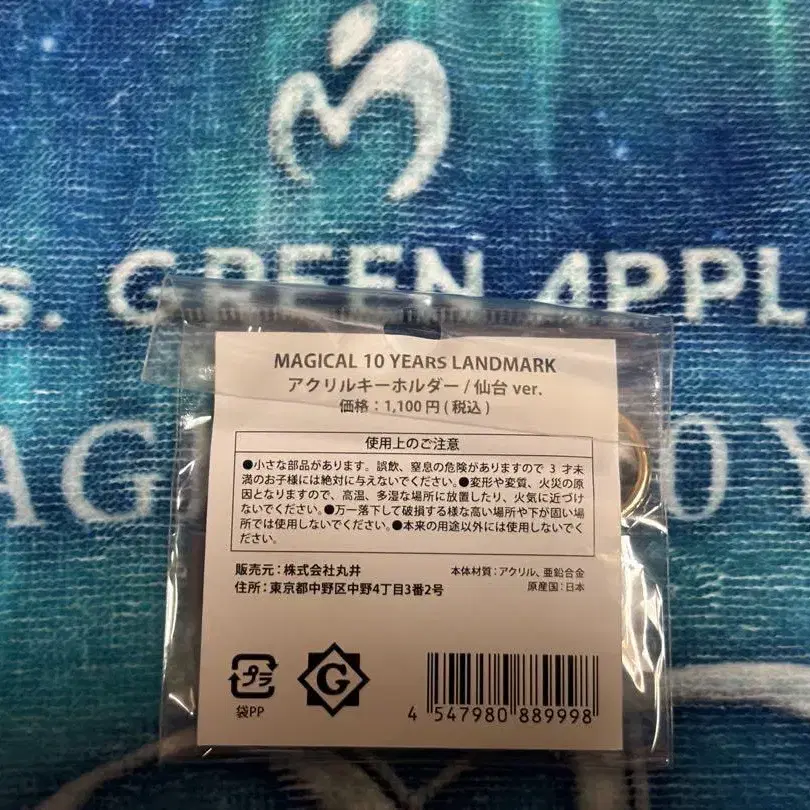 s. GREEN APPL
MAGICAL 10 YEARS LANDMARK
アクリルキーホルダー / 仙台 ver.
価格：1,100円 ( 税込 )
使用上のご注意
●小さな部品があります。誤飲、窒息の危険がありますので 3 才未
満のお子様には絶対に与えないでください。●変形や変質、火災の原
因となりますので、高温、多湿な場所に放置したり、火気に近づけ
ないでください。●万一落下して破損する様な高い場所や下が固い場
所では使用しないでください。●本来の用途以外には使用しないでく
ださい。
販売元：株式会社丸井
住所：東京都中野区中野4丁目3番2号
本体材質：アクリル、亜鉛合金
原産国：日本
プラ
袋PP
G
4 547980 889998